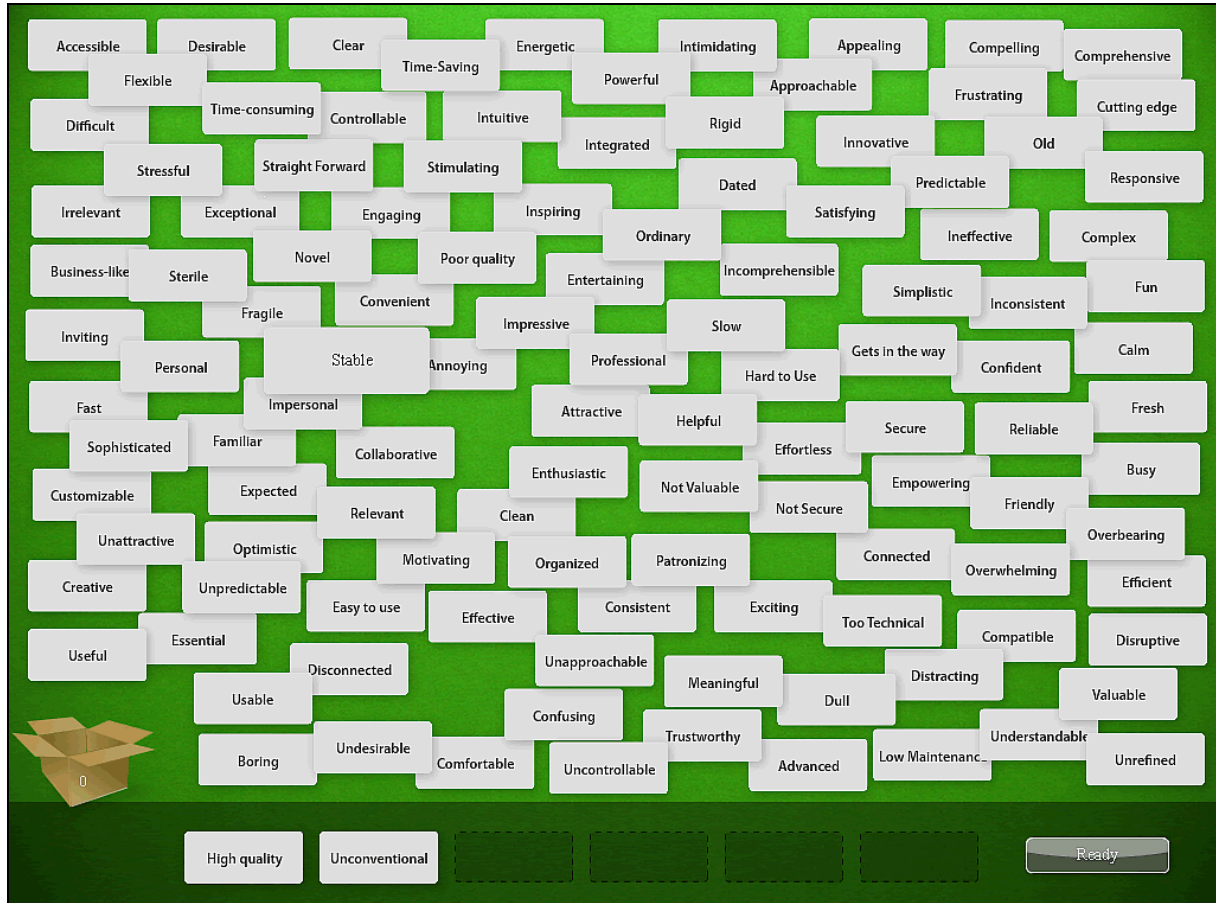 Accessible
Desirable
Clear
Energetic
Intimidating
Appealing
Compelling
Comprehensive
Flexible
Time-Saving
Powerful
Approachable
Frustrating
Cutting edge
Time-consuming
Difficult
Controllable
Intuitive
Rigid
Integrated
Innovative
Old
Stressful
Straight Forward
Stimulating
Dated
Predictable
Responsive
Irrelevant
Exceptional
Engaging
Inspiring
Satisfying
Ordinary
Ineffective
Complex
Business-like
Sterile
Novel
Poor quality
Entertaining
Incomprehensible
Simplistic
Inconsistent
Fun
Fragile
Convenient
Inviting
Impressive
Slow
Stable
Personal
Annoying
Professional
Hard to Use
Gets in the way
Confident
Calm
Fast
Impersonal
Attractive
Helpful
Secure
Reliable
Fresh
Sophisticated
Familiar
Collaborative
Effortless
Customizable
Expected
Enthusiastic
Not Valuable
Empowering
Busy
Relevant
Clean
Not Secure
Friendly
Unattractive
Optimistic
Motivating
Organized
Patronizing
Connected
Overbearing
Creative
Unpredictable
Overwhelming
Efficient
Easy to use
Effective
Consistent
Exciting
Too Technical
Useful
Essential
Compatible
Disruptive
Disconnected
Unapproachable
Meaningful
Distracting
Usable
Dull
Valuable
Confusing
Boring
Undesirable
Comfortable
Trustworthy
Uncontrollable
Advanced
Low Maintenance
Understandable
Unrefined
0
High quality
Unconventional
Ready